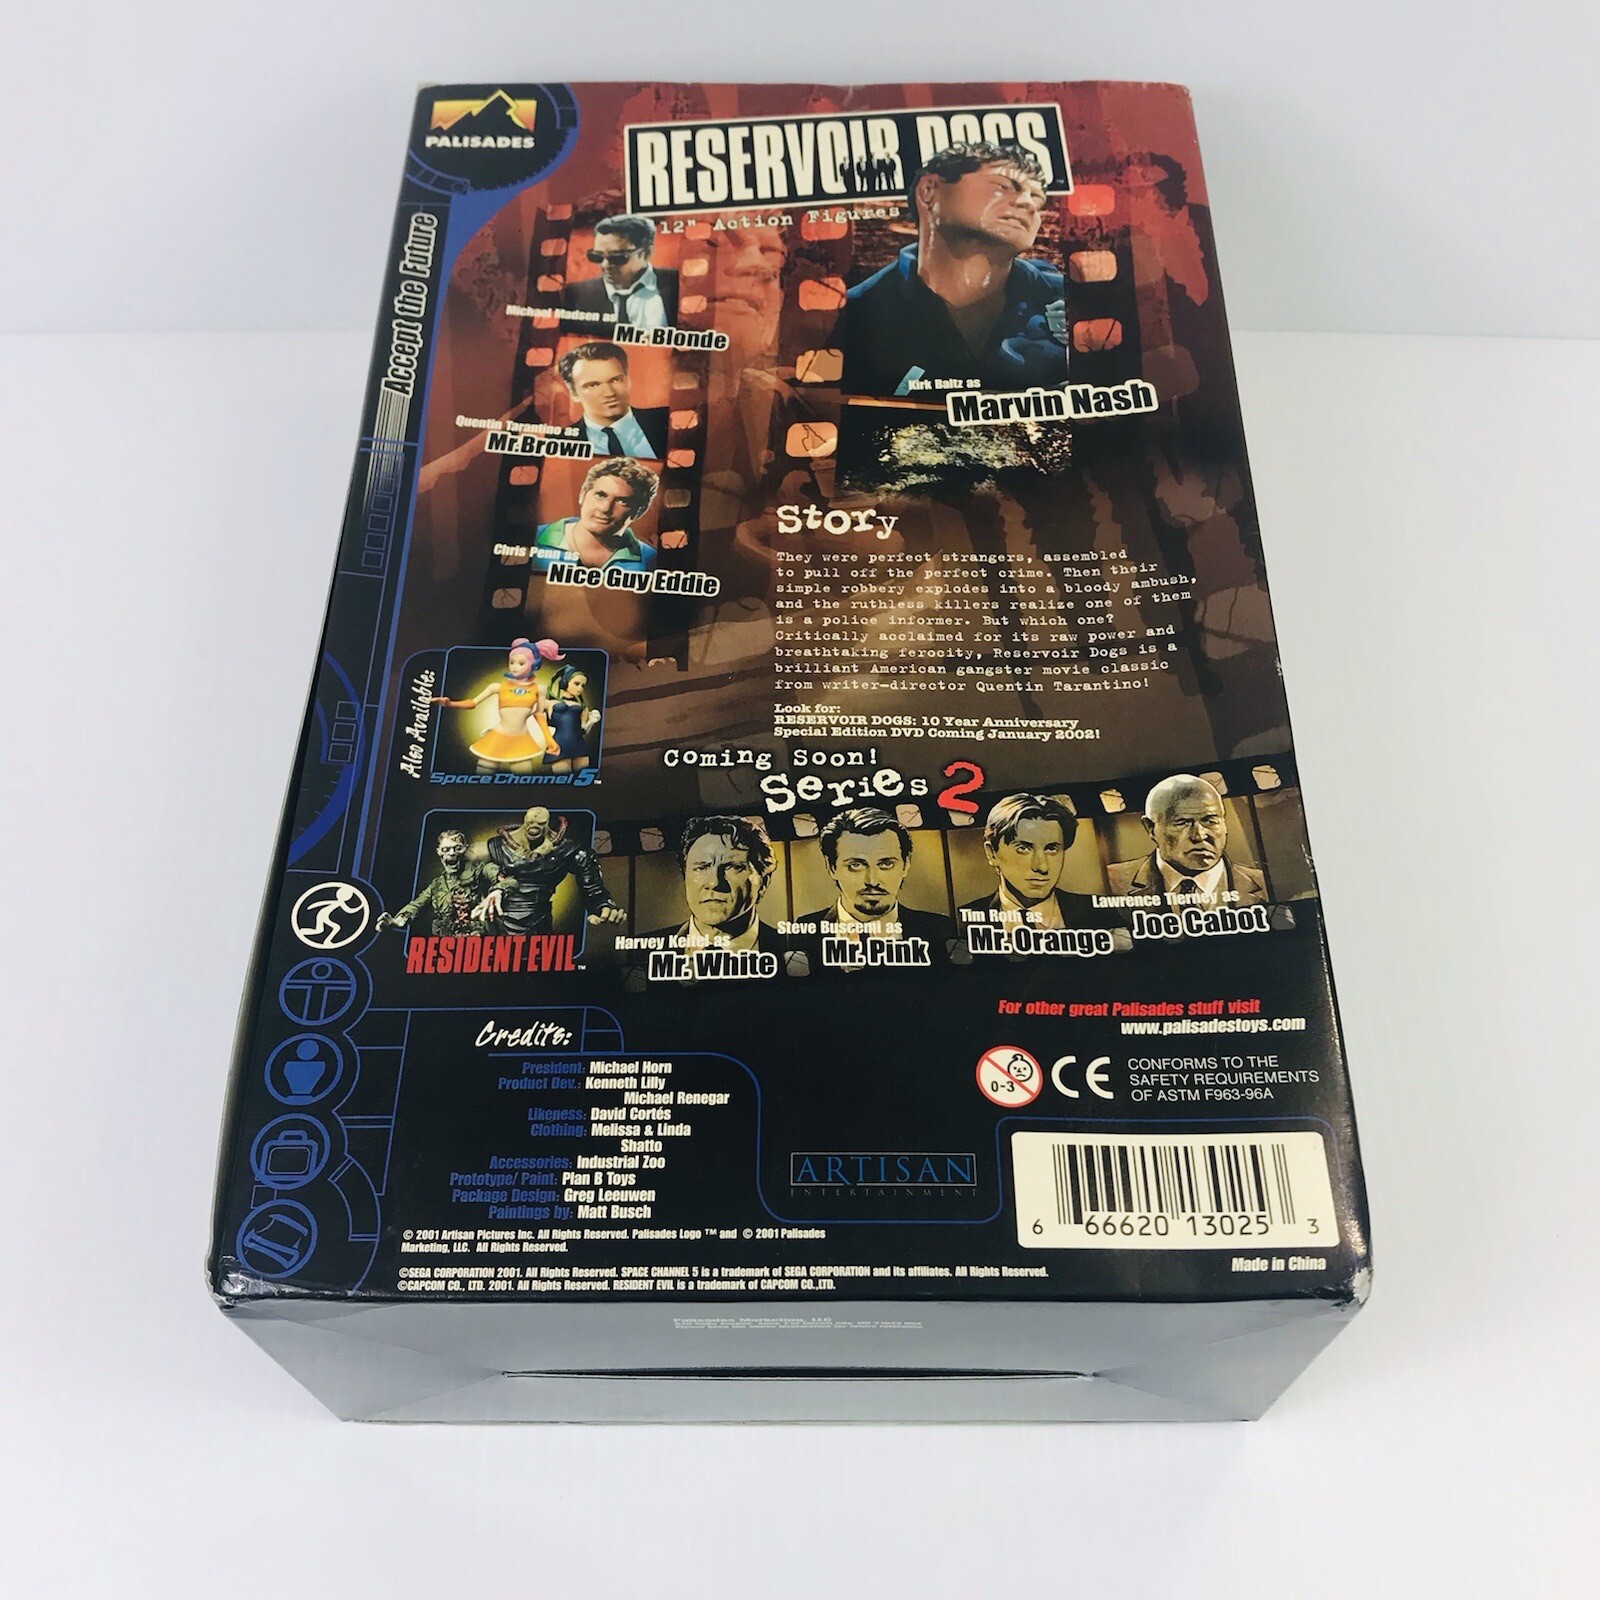 PALISADES
Accept the Future
RESERVOIR DOGS
12" Action Figures
Michael Madsen as
Mr. Blonde
Quentin Tarantino as
Mr. Brown
Chris Penn as
Nice Guy Eddie
Kirk Baltz as
Marvin Nash
Story
They were perfect strangers, assembled
to pull off the perfect crime. Then their
simple robbery explodes into a bloody ambush,
and the ruthless killers realize one of them
is a police informer. But which one?
Critically acclaimed for its raw power and
breathtaking ferocity, Reservoir Dogs is a
brilliant American gangster movie classic
from writer-director Quentin Tarantino!
Look for:
RESERVOIR DOGS: 10 Year Anniversary
Special Edition DVD Coming January 2002!
Also Available:
Space Channel 5™
RESIDENT EVIL™
Coming Soon!
Series 2
Harvey Keitel as
Mr. White
Steve Buscemi as
Mr. Pink
Tim Roth as
Mr. Orange
Lawrence Tierney as
Joe Cabot
For other great Palisades stuff visit
www.palisadestoys.com
0-3
CE
CONFORMS TO THE
SAFETY REQUIREMENTS
OF ASTM F963-96A
Credits:
President: Michael Horn
Product Dev.: Kenneth Lilly
Michael Renegar
Likeness: David Cortés
Clothing: Melissa & Linda
Shatto
Accessories: Industrial Zoo
Prototype/ Paint: Plan B Toys
Package Design: Greg Leeuwen
Paintings by: Matt Busch
ARTISAN
ENTERTAINMENT
6 66620 13025 3
Made in China
© 2001 Artisan Pictures Inc. All Rights Reserved. Palisades Logo ™ and © 2001 Palisades
Marketing, LLC. All Rights Reserved.
©SEGA CORPORATION 2001. All Rights Reserved. SPACE CHANNEL 5 is a trademark of SEGA CORPORATION and its affiliates. All Rights Reserved.
©CAPCOM CO., LTD. 2001. All Rights Reserved. RESIDENT EVIL is a trademark of CAPCOM CO.,LTD.
Palisades Marketing, LLC